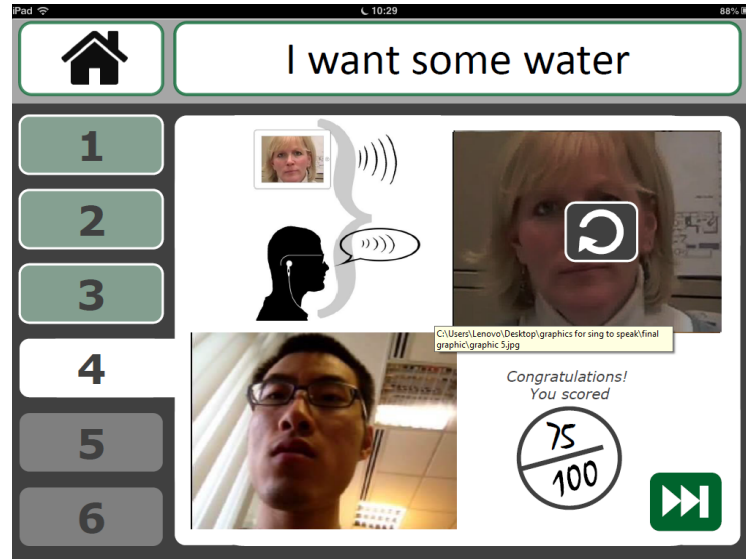 iPad 10:29 88%
I want some water
1
2
3
4
5
6
C:\Users\Lenovo\Desktop\graphics for sing to speak\final
graphic\graphic 5.jpg
Congratulations!
You scored
75
100